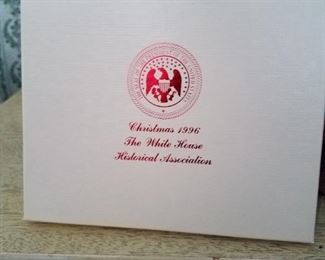 Christmas 1996
The White House
Historical Association